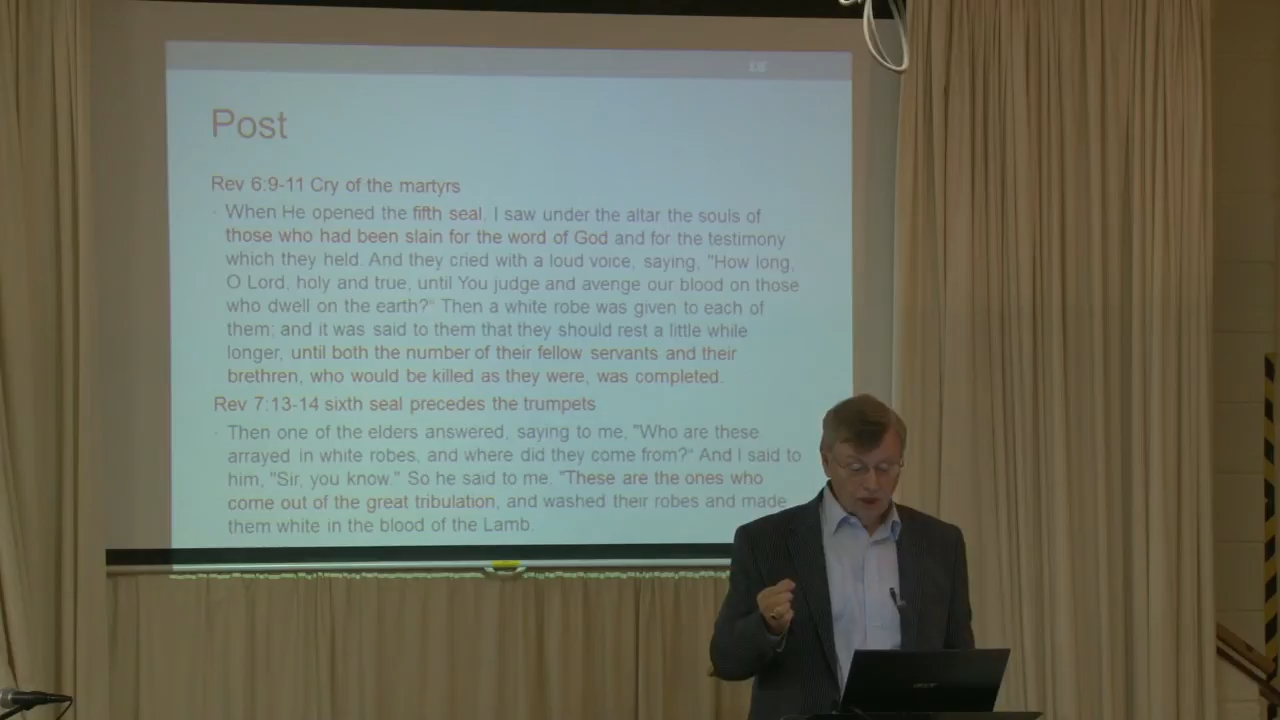 16
Post
Rev 6:9-11 Cry of the martyrs
When He opened the fifth seal, I saw under the altar the souls of
those who had been slain for the word of God and for the testimony
which they held. And they cried with a loud voice, saying, "How long,
O Lord, holy and true, until You judge and avenge our blood on those
who dwell on the earth?" Then a white robe was given to each of
them; and it was said to them that they should rest a little while
longer, until both the number of their fellow servants and their
brethren, who would be killed as they were, was completed.
Rev 7:13-14 sixth seal precedes the trumpets
Then one of the elders answered, saying to me, "Who are these
arrayed in white robes, and where did they come from?" And I said to
him, "Sir, you know." So he said to me, "These are the ones who
come out of the great tribulation, and washed their robes and made
them white in the blood of the Lamb.
acer